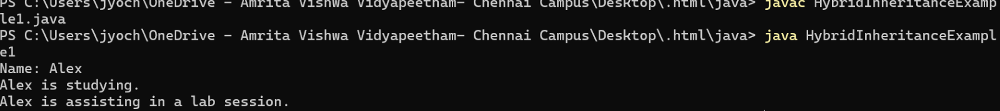 PS C:\Users\jyoch\OneDrive - Amrita Vishwa Vidyapeetham- Chennai Campus\Desktop\.html\java> javac HybridInheritanceExamp
le1.java
PS C:\Users\jyoch\OneDrive - Amrita Vishwa Vidyapeetham- Chennai Campus\Desktop\.html\java> java HybridInheritanceExampl
e1
Name: Alex
Alex is studying.
Alex is assisting in a lab session.